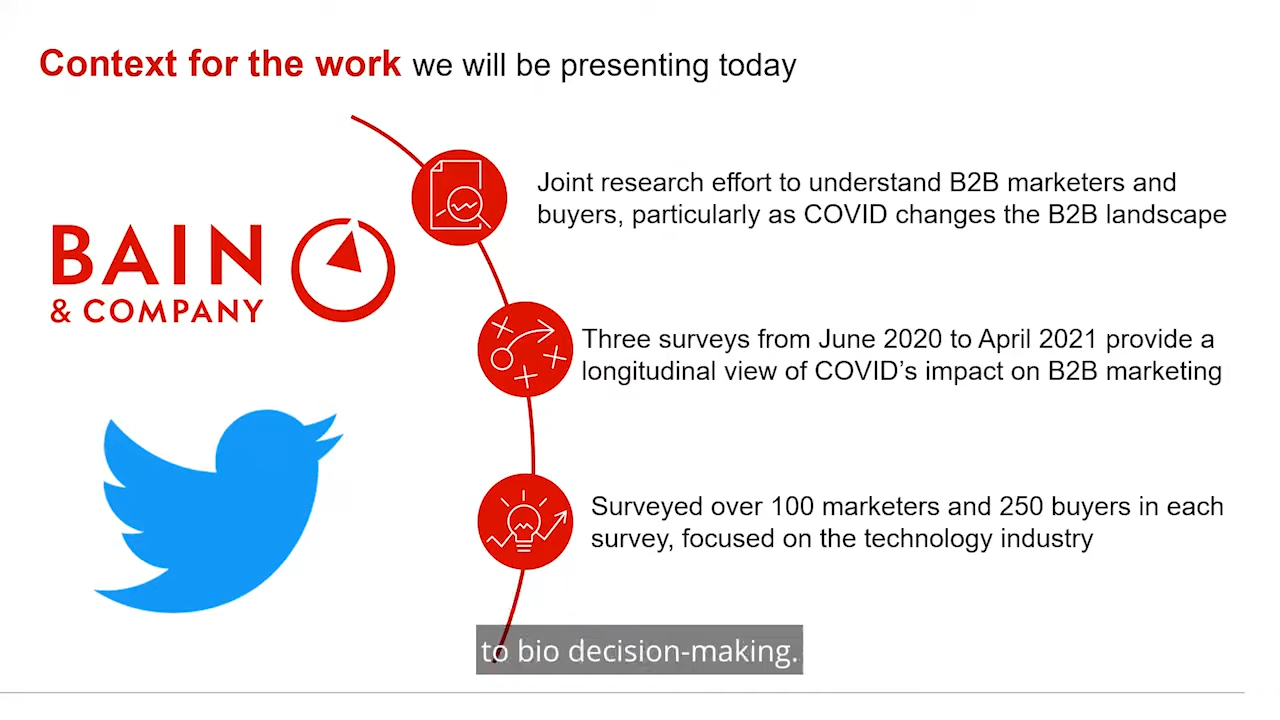 Context for the work we will be presenting today
BAIN
& COMPANY
Joint research effort to understand B2B marketers and
buyers, particularly as COVID changes the B2B landscape
Three surveys from June 2020 to April 2021 provide a
longitudinal view of COVID’s impact on B2B marketing
Surveyed over 100 marketers and 250 buyers in each
survey, focused on the technology industry
to bio decision-making.